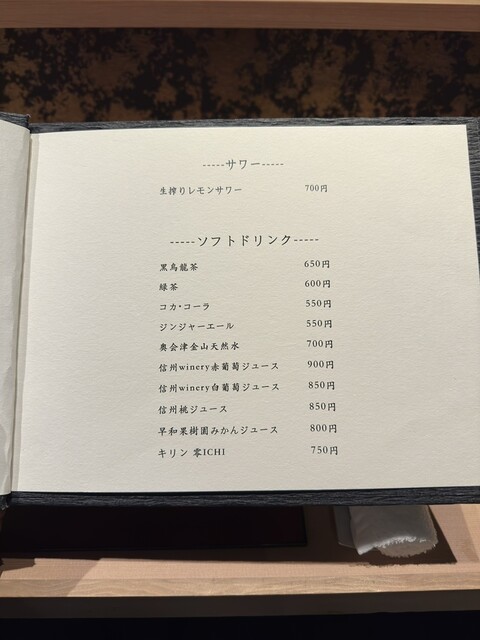 -----サワー-----
生搾りレモンサワー 700円
-----ソフトドリンク-----
黒烏龍茶 650円
緑茶 600円
コカ・コーラ 550円
ジンジャーエール 550円
奥会津金山天然水 700円
信州winery赤葡萄ジュース 900円
信州winery白葡萄ジュース 850円
信州桃ジュース 850円
早和果樹園みかんジュース 800円
キリン 零ICHI 750円